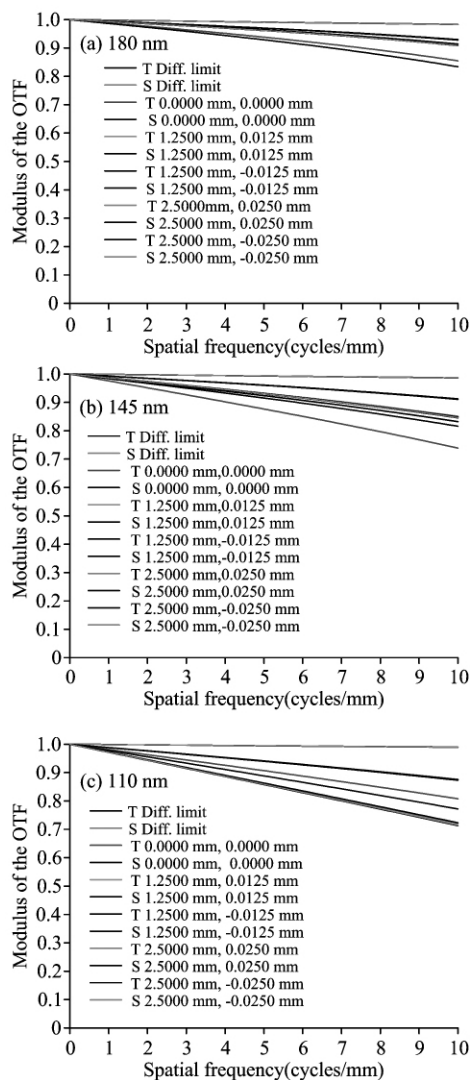 1.0
(a) 180 nm
0.9
T Diff. limit
S Diff. limit
0.8
T 0.0000 mm, 0.0000 mm
S 0.0000 mm, 0.0000 mm
0.7
T 1.2500 mm, 0.0125 mm
S 1.2500 mm, 0.0125 mm
0.6
T 1.2500 mm, -0.0125 mm
0.5
S 1.2500 mm, -0.0125 mm
T 2.5000mm, 0.0250 mm
0.4
S 2.5000 mm, 0.0250 mm
0.3
T 2.5000 mm, -0.0250 mm
S 2.5000 mm, -0.0250 mm
0.2
0.1
0
Modulus of the OTF
0 1 2 3 4 5 6 7 8 9 10
Spatial frequency(cycles/mm)
1.0
0.9
(b) 145 nm
0.8
T Diff. limit
S Diff. limit
0.7
T 0.0000 mm,0.0000 mm
S 0.0000 mm, 0.0000 mm
0.6
T 1.2500 mm,0.0125 mm
S 1.2500 mm,0.0125 mm
0.5
T 1.2500 mm,-0.0125 mm
0.4
S 1.2500 mm,-0.0125 mm
T 2.5000 mm,0.0250 mm
0.3
S 2.5000 mm,0.0250 mm
0.2
T 2.5000 mm,-0.0250 mm
S 2.5000 mm,-0.0250 mm
0.1
0
Modulus of the OTF
0 1 2 3 4 5 6 7 8 9 10
Spatial frequency(cycles/mm)
1.0
0.9
(c) 110 nm
0.8
T Diff. limit
0.7
S Diff. limit
T 0.0000 mm, 0.0000 mm
0.6
S 0.0000 mm, 0.0000 mm
T 1.2500 mm, 0.0125 mm
0.5
S 1.2500 mm, 0.0125 mm
T 1.2500 mm, -0.0125 mm
0.4
S 1.2500 mm, -0.0125 mm
0.3
T 2.5000 mm, 0.0250 mm
S 2.5000 mm, 0.0250 mm
0.2
T 2.5000 mm, -0.0250 mm
0.1
S 2.5000 mm, -0.0250 mm
0
Modulus of the OTF
0 1 2 3 4 5 6 7 8 9 10
Spatial frequency(cycles/mm)